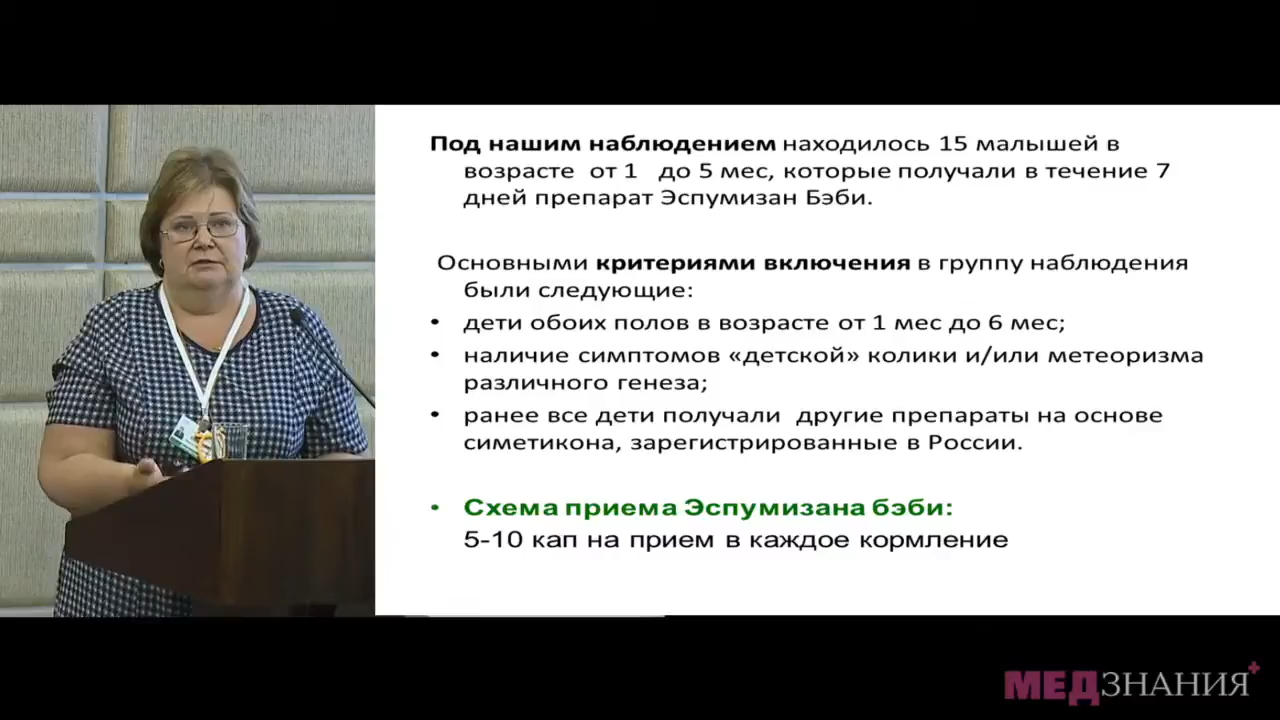 Под нашим наблюдением находилось 15 малышей в
возрасте от 1 до 5 мес, которые получали в течение 7
дней препарат Эспумизан Бэби.
Основными критериями включения в группу наблюдения
были следующие:
• дети обоих полов в возрасте от 1 мес до 6 мес;
• наличие симптомов «детской» колики и/или метеоризма
различного генеза;
• ранее все дети получали другие препараты на основе
симетикона, зарегистрированные в России.
• Схема приема Эспумизана бэби:
5-10 кап на прием в каждое кормление
МЕДЗНАНИЯ+